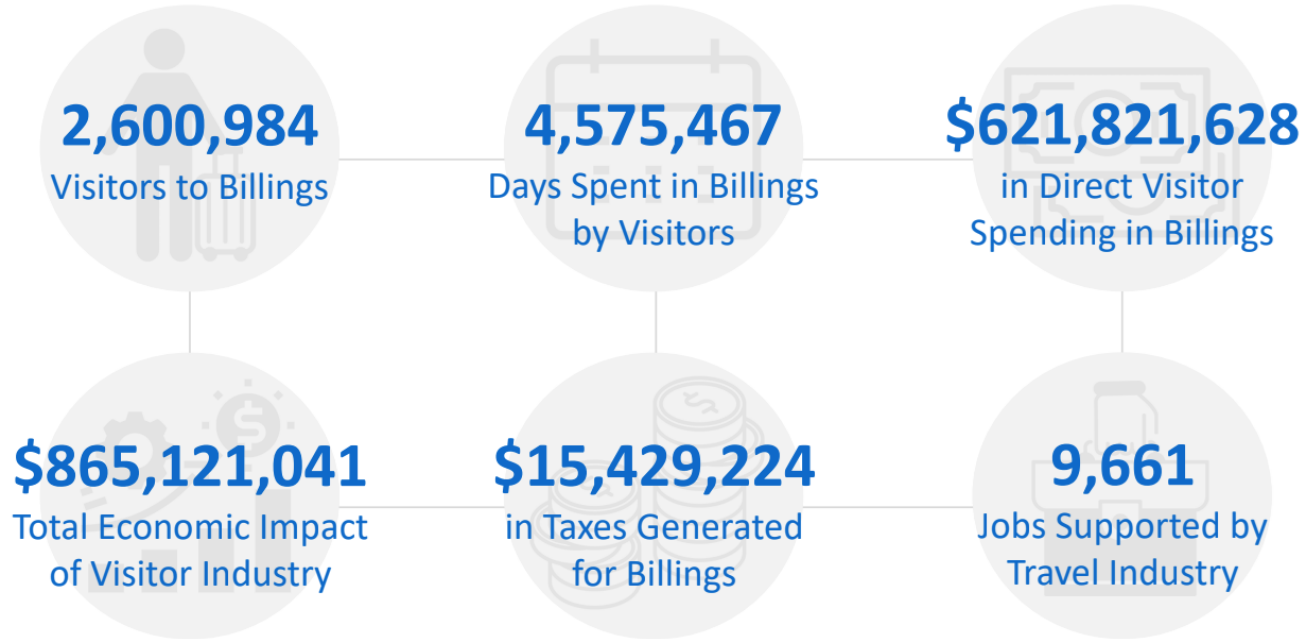 2,600,984
Visitors to Billings
4,575,467
Days Spent in Billings
by Visitors
$621,821,628
in Direct Visitor
Spending in Billings
$865,121,041
Total Economic Impact
of Visitor Industry
$15,429,224
in Taxes Generated
for Billings
9,661
Jobs Supported by
Travel Industry